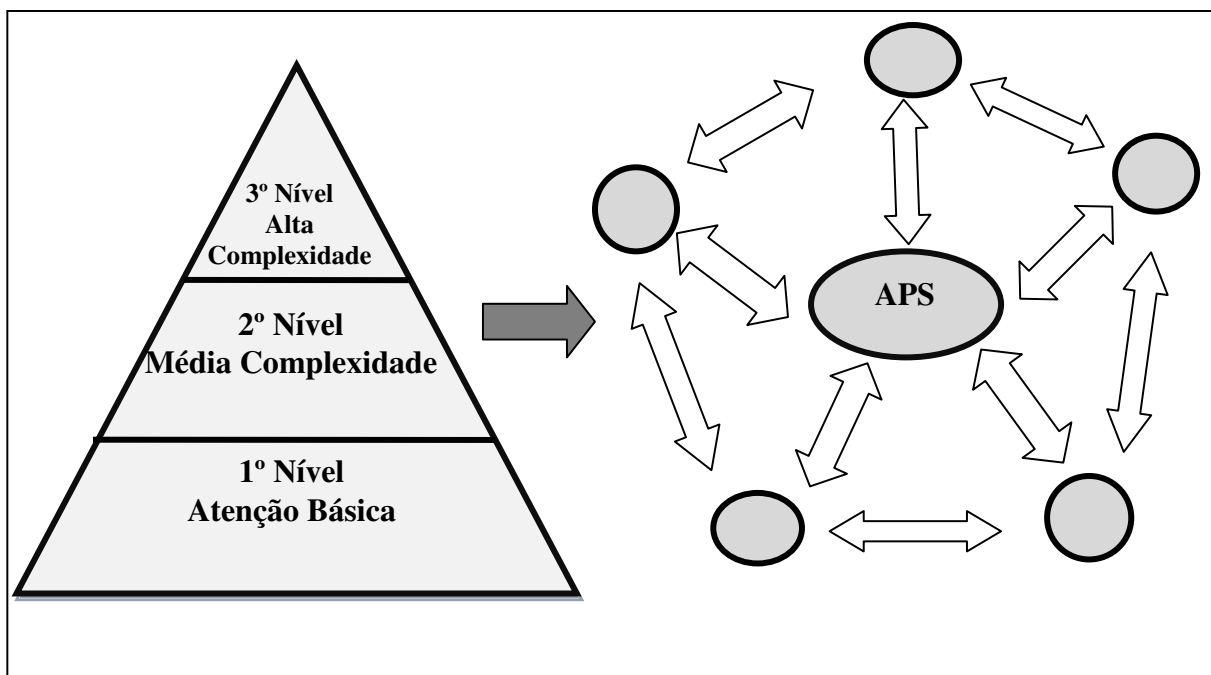 3º Nível
Alta
Complexidade
2º Nível
Média Complexidade
1º Nível
Atenção Básica
APS